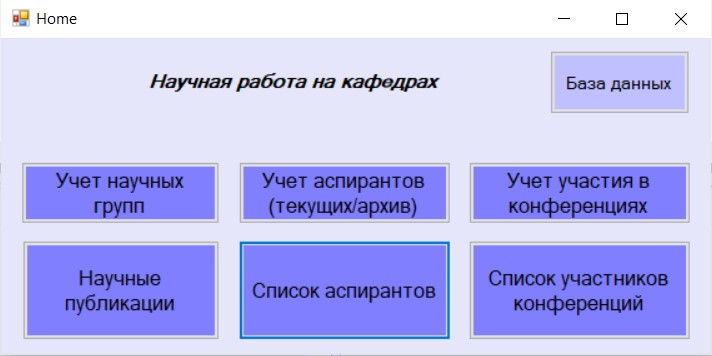 Home
Научная работа на кафедрах
База данных
Учет научных
групп
Учет аспирантов
(текущих/архив)
Учет участия в
конференциях
Научные
публикации
Список аспирантов
Список участников
конференций